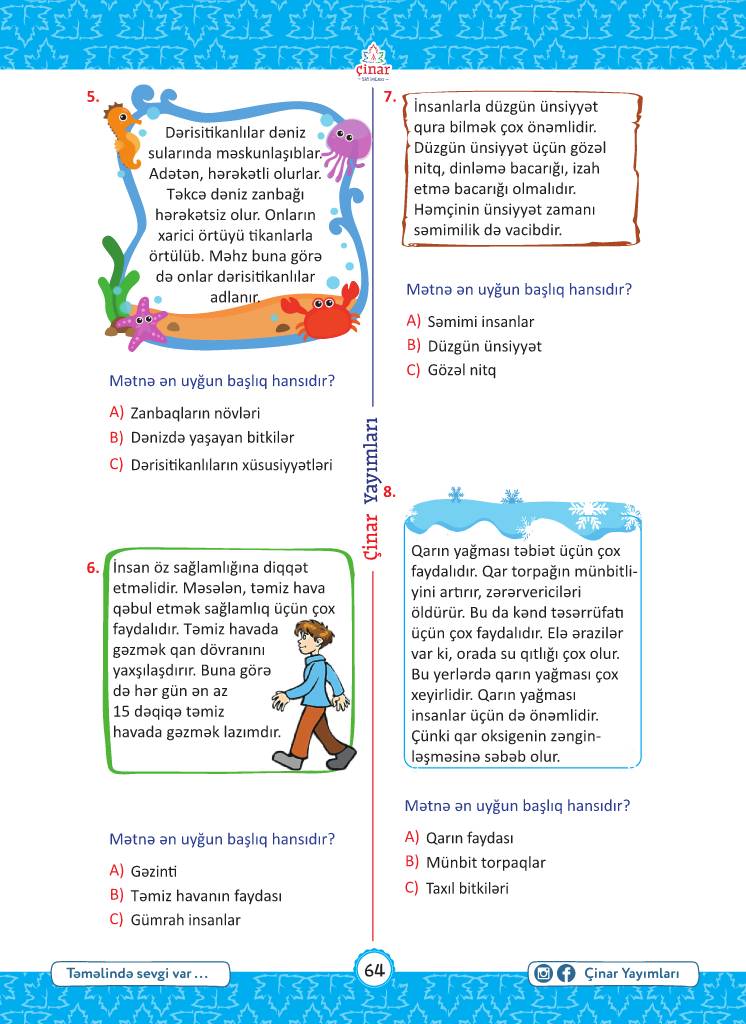 çinar
5.
Dərisitikanlılar dəniz
sularında məskunlaşıblar.
Adətən, hərəkətli olurlar.
Təkcə dəniz zanbağı
hərəkətsiz olur. Onların
xarici örtüyü tikanlarla
örtülüb. Məhz buna görə
də onlar dərisitikanlılar
adlanır.
Mətnə ən uyğun başlıq hansıdır?
A) Zanbaqların növləri
B) Dənizdə yaşayan bitkilər
C) Dərisitikanlıların xüsusiyyətləri
6.
İnsan öz sağlamlığına diqqət
etməlidir. Məsələn, təmiz hava
qəbul etmək sağlamlıq üçün çox
faydalıdır. Təmiz havada
gəzmək qan dövranını
yaxşılaşdırır. Buna görə
də hər gün ən az
15 dəqiqə təmiz
havada gəzmək lazımdır.
Mətnə ən uyğun başlıq hansıdır?
A) Gəzinti
B) Təmiz havanın faydası
C) Gümrah insanlar
Çinar Yayımları
7.
İnsanlarla düzgün ünsiyyət
qura bilmək çox önəmlidir.
Düzgün ünsiyyət üçün gözəl
nitq, dinləmə bacarığı, izah
etmə bacarığı olmalıdır.
Həmçinin ünsiyyət zamanı
səmimilik də vacibdir.
Mətnə ən uyğun başlıq hansıdır?
A) Səmimi insanlar
B) Düzgün ünsiyyət
C) Gözəl nitq
8.
Qarın yağması təbiət üçün çox
faydalıdır. Qar torpağın münbitli-
yini artırır, zərərvericiləri
öldürür. Bu da kənd təsərrüfatı
üçün çox faydalıdır. Elə ərazilər
var ki, orada su qıtlığı çox olur.
Bu yerlərdə qarın yağması çox
xeyirlidir. Qarın yağması
insanlar üçün də önəmlidir.
Çünki qar oksigenin zəngin-
ləşməsinə səbəb olur.
Mətnə ən uyğun başlıq hansıdır?
A) Qarın faydası
B) Münbit torpaqlar
C) Taxıl bitkiləri
Təməlində sevgi var ...
64
Çinar Yayımları